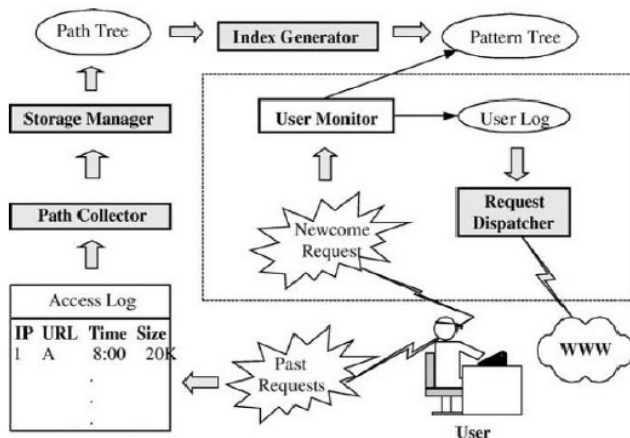 Path Tree
Index Generator
Pattern Tree
Storage Manager
User Monitor
User Log
Path Collector
Newcome
Request
Request
Dispatcher
Access Log
IP URL Time Size
1 A 8:00 20K
.
.
.
Past
Requests
WWW
User